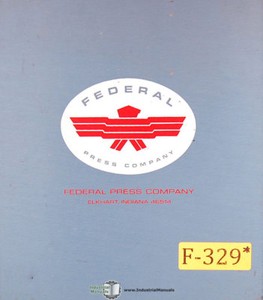 FEDERAL
PRESS COMPANY
FEDERAL PRESS COMPANY
ELKHART, INDIANA
www.IndustrialManuals.com
F-329*